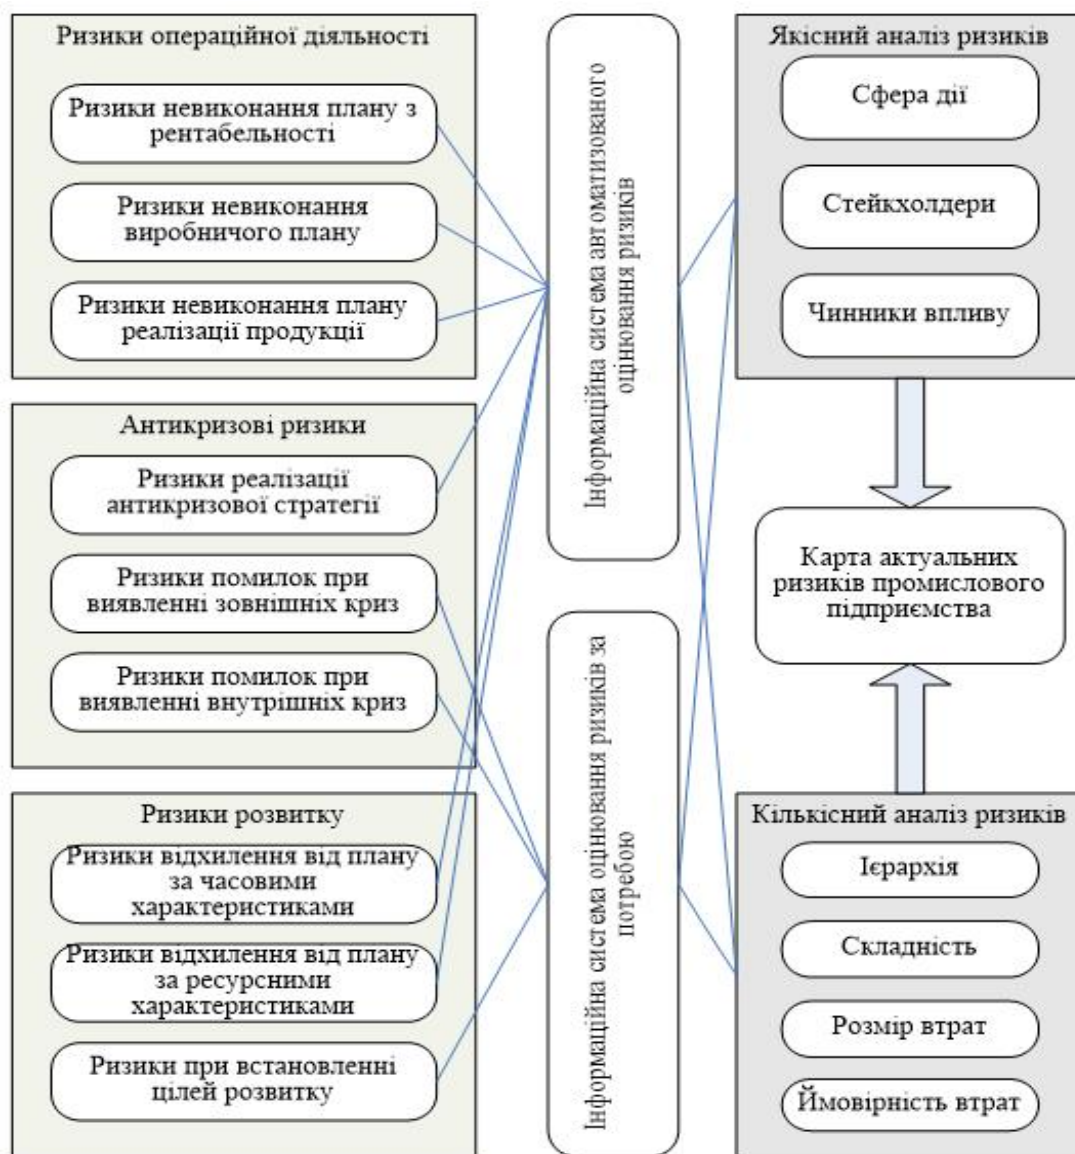 Ризики операційної діяльності
Ризики невиконання плану з
рентабельності
Ризики невиконання
виробничого плану
Ризики невиконання плану
реалізації продукції
Антикризові ризики
Ризики реалізації
антикризової стратегії
Ризики помилок при
виявленні зовнішніх криз
Ризики помилок при
виявленні внутрішніх криз
Ризики розвитку
Ризики відхилення від плану
за часовими
характеристиками
Ризики відхилення від плану
за ресурсними
характеристиками
Ризики при встановленні
цілей розвитку
Інформаційна система автоматизованого
оцінювання ризиків
Інформаційна система оцінювання ризиків за
потребою
Якісний аналіз ризиків
Сфера дії
Стейкхолдери
Чинники впливу
Карта актуальних
ризиків промислового
підприємства
Кількісний аналіз ризиків
Ієрархія
Складність
Розмір втрат
Ймовірність втрат